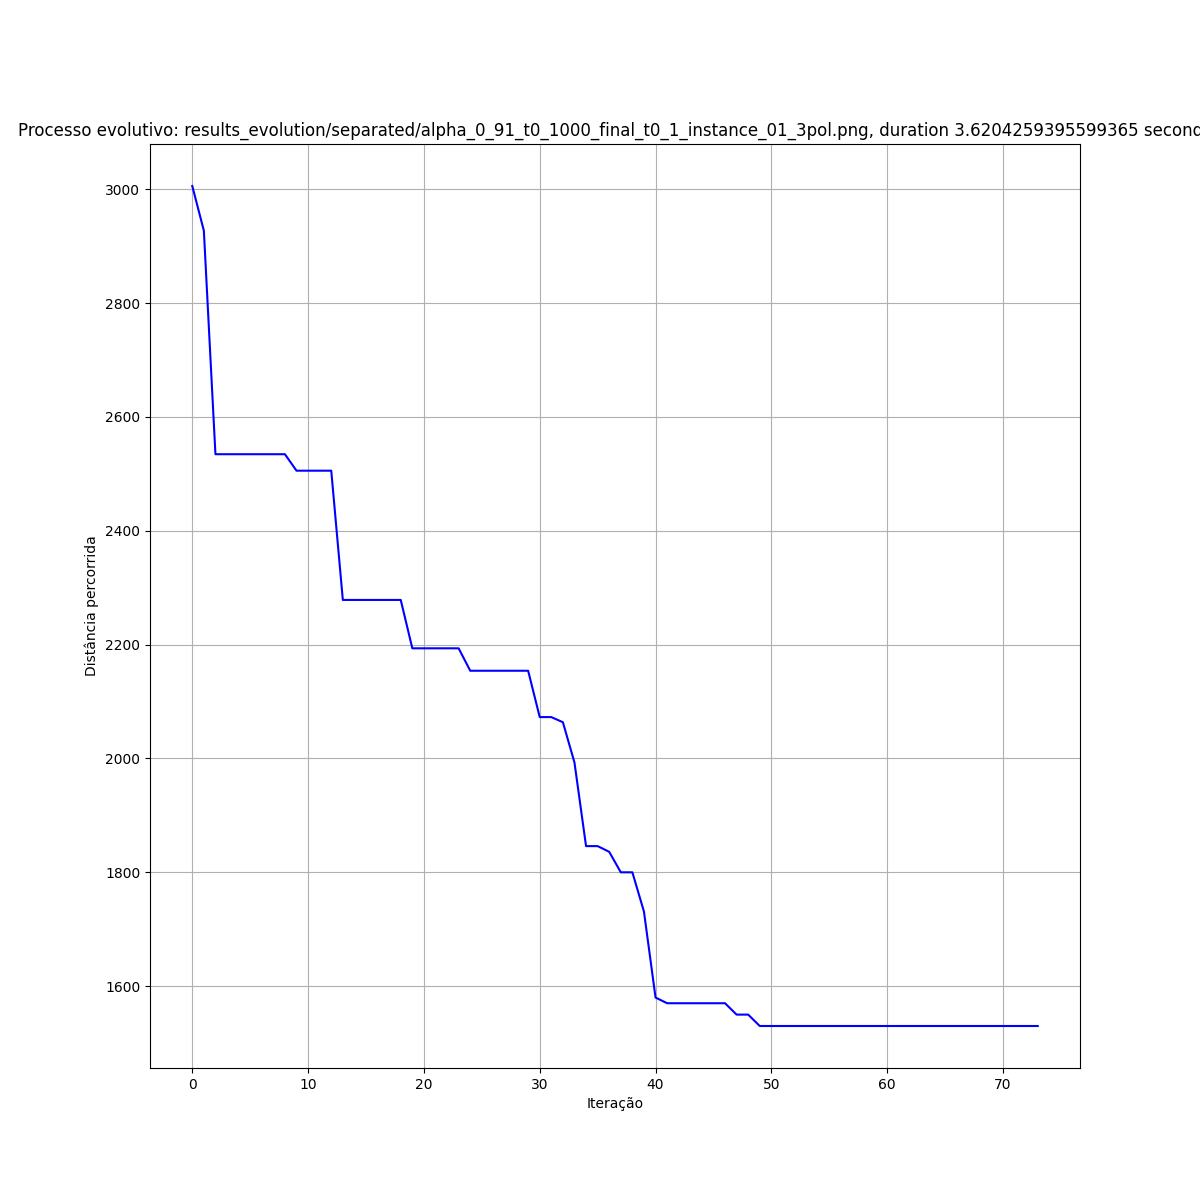 Processo evolutivo: results_evolution/separated/alpha_0_91_t0_1000_final_t0_1_instance_01_3pol.png, duration 3.6204259395599365 second
3000
2800
2600
2400
2200
2000
1800
1600
Distância percorrida
0 10 20 30 40 50 60 70
Iteração